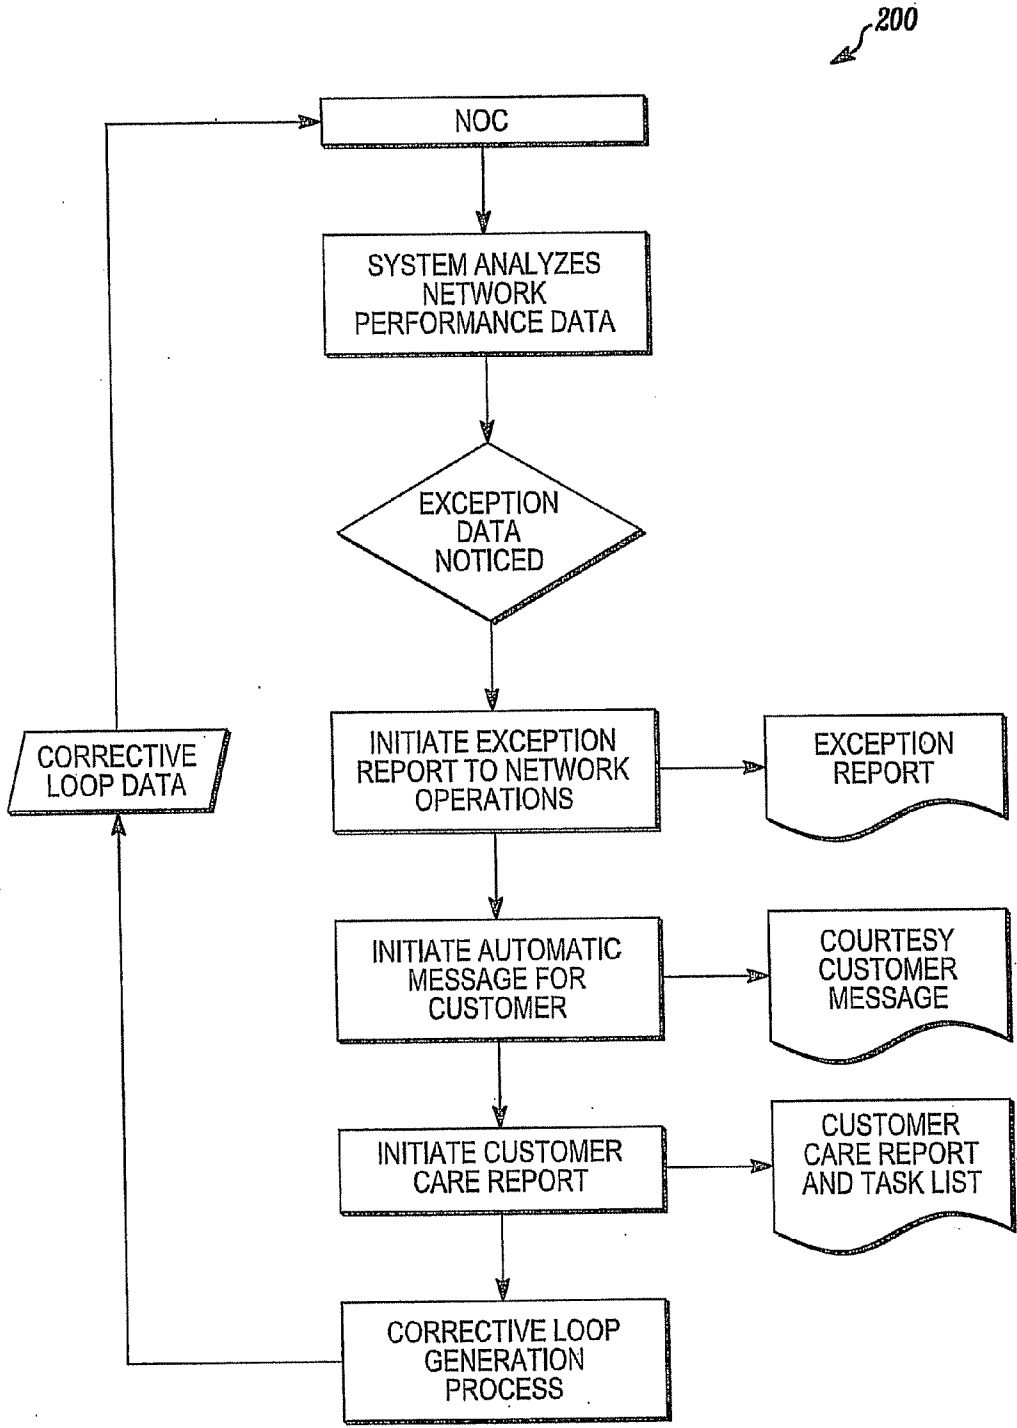 200
NOC
SYSTEM ANALYZES
NETWORK
PERFORMANCE DATA
EXCEPTION
DATA
NOTICED
INITIATE EXCEPTION
REPORT TO NETWORK
OPERATIONS
EXCEPTION
REPORT
CORRECTIVE
LOOP DATA
INITIATE AUTOMATIC
MESSAGE FOR
CUSTOMER
COURTESY
CUSTOMER
MESSAGE
INITIATE CUSTOMER
CARE REPORT
CUSTOMER
CARE REPORT
AND TASK LIST
CORRECTIVE LOOP
GENERATION
PROCESS